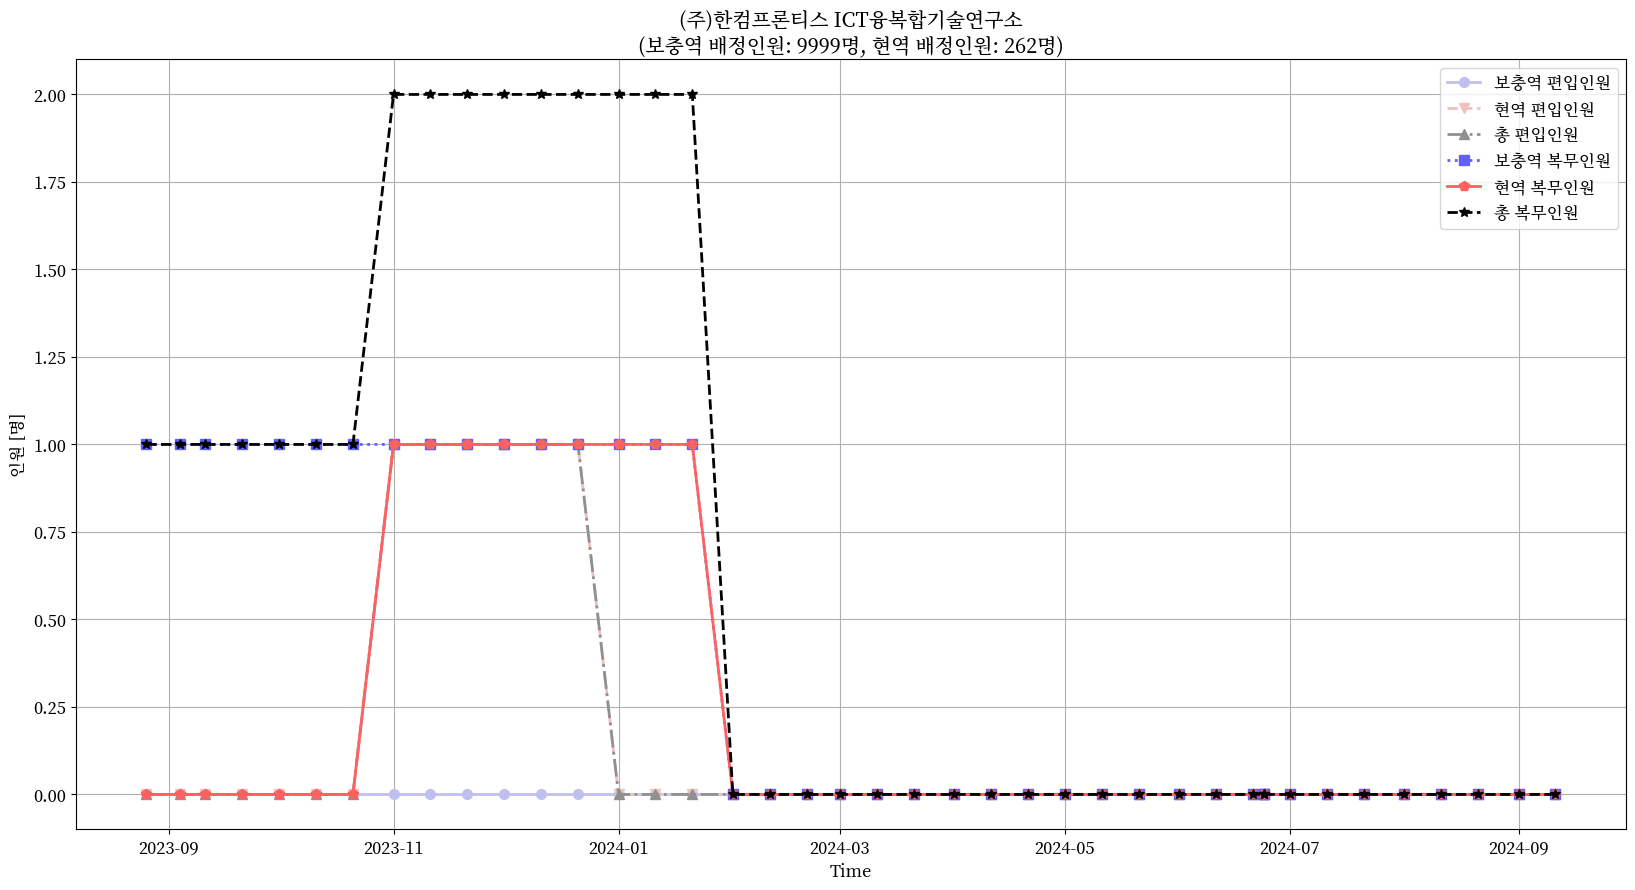 (주)한컴프론티스 ICT융복합기술연구소
(보충역 배정인원: 9999명, 현역 배정인원: 262명)
보충역 편입인원
현역 편입인원
총 편입인원
보충역 복무인원
현역 복무인원
총 복무인원
2.00
1.75
1.50
1.25
1.00
0.75
0.50
0.25
0.00
인원 [명]
2023-09
2023-11
2024-01
2024-03
2024-05
2024-07
2024-09
Time